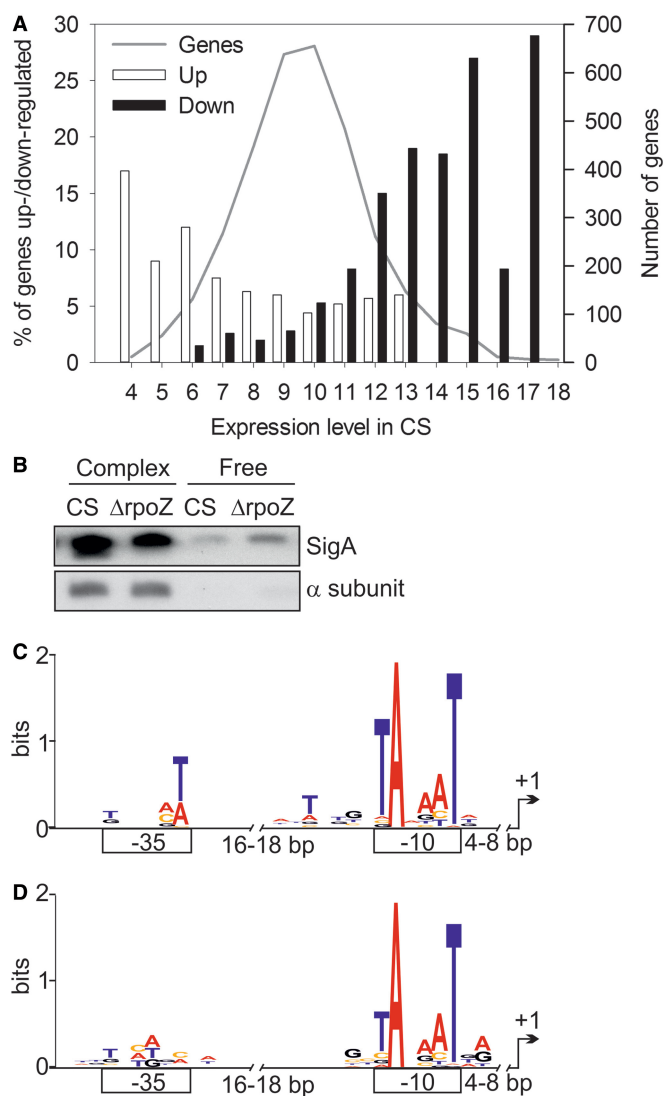 A
Genes
Up
Down
% of genes up-/down-regulated
30
25
20
15
10
5
0
700
600
500
400
300
200
100
0
Number of genes
4 5 6 7 8 9 10 11 12 13 14 15 16 17 18
Expression level in CS
B
Complex Free
CS ΔrpoZ CS ΔrpoZ
SigA
α subunit
C
2
1
0
bits
+1
-35 16-18 bp -10 4-8 bp
D
2
1
0
bits
+1
-35 16-18 bp -10 4-8 bp